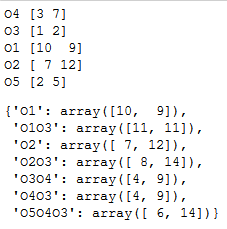 O4 [3 7]
O3 [1 2]
O1 [10  9]
O2 [ 7 12]
O5 [2 5]
{'O1': array([10,  9]),
 'O1O3': array([11, 11]),
 'O2': array([ 7, 12]),
 'O2O3': array([ 8, 14]),
 'O3O4': array([4, 9]),
 'O4O3': array([4, 9]),
 'O5O4O3': array([ 6, 14])}